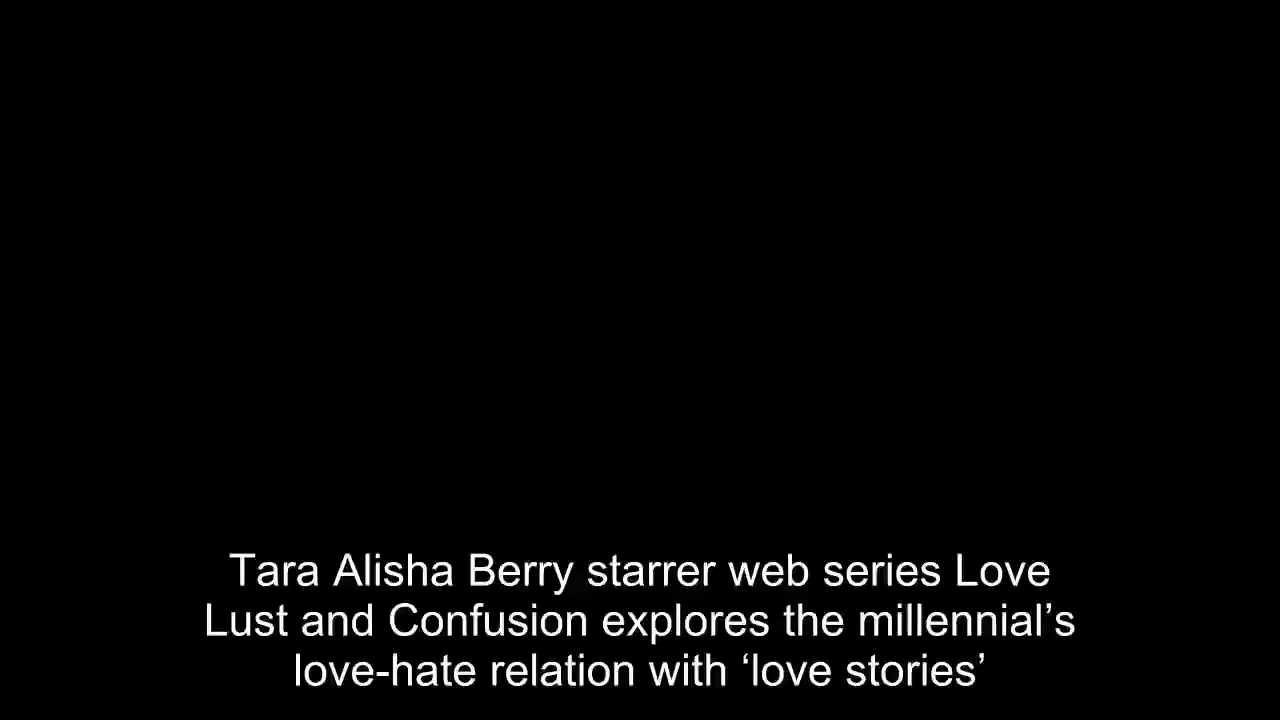 Tara Alisha Berry starrer web series Love
Lust and Confusion explores the millennial’s
love-hate relation with ‘love stories’